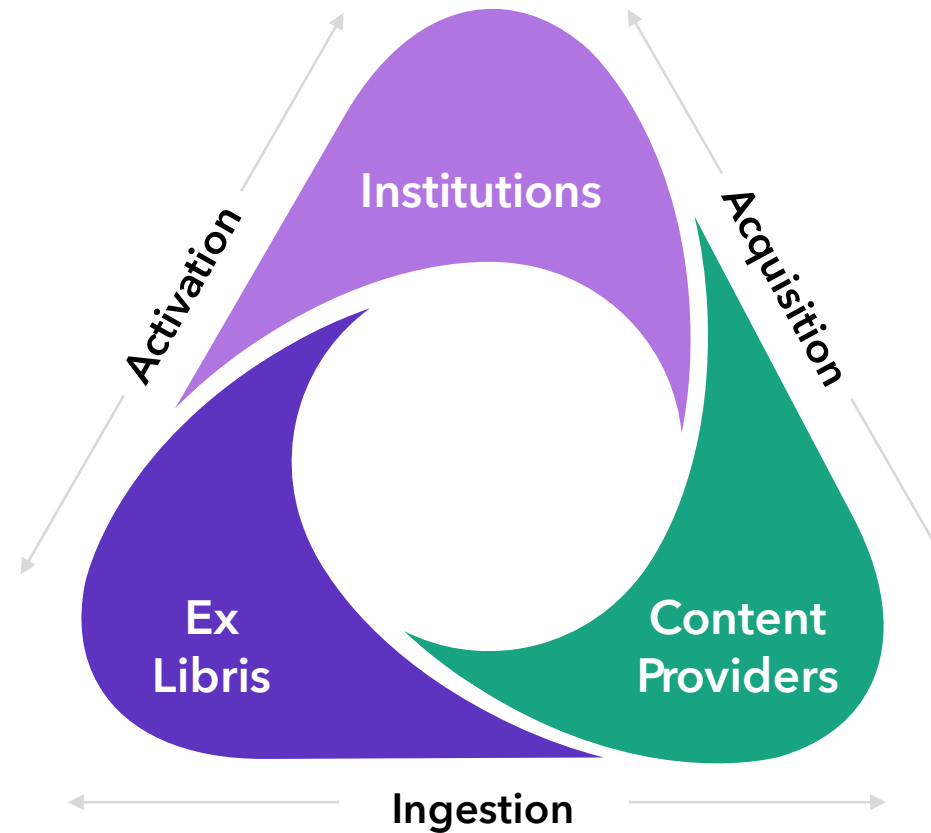 Institutions
Activation
Acquisition
Ex
Libris
Content
Providers
Ingestion